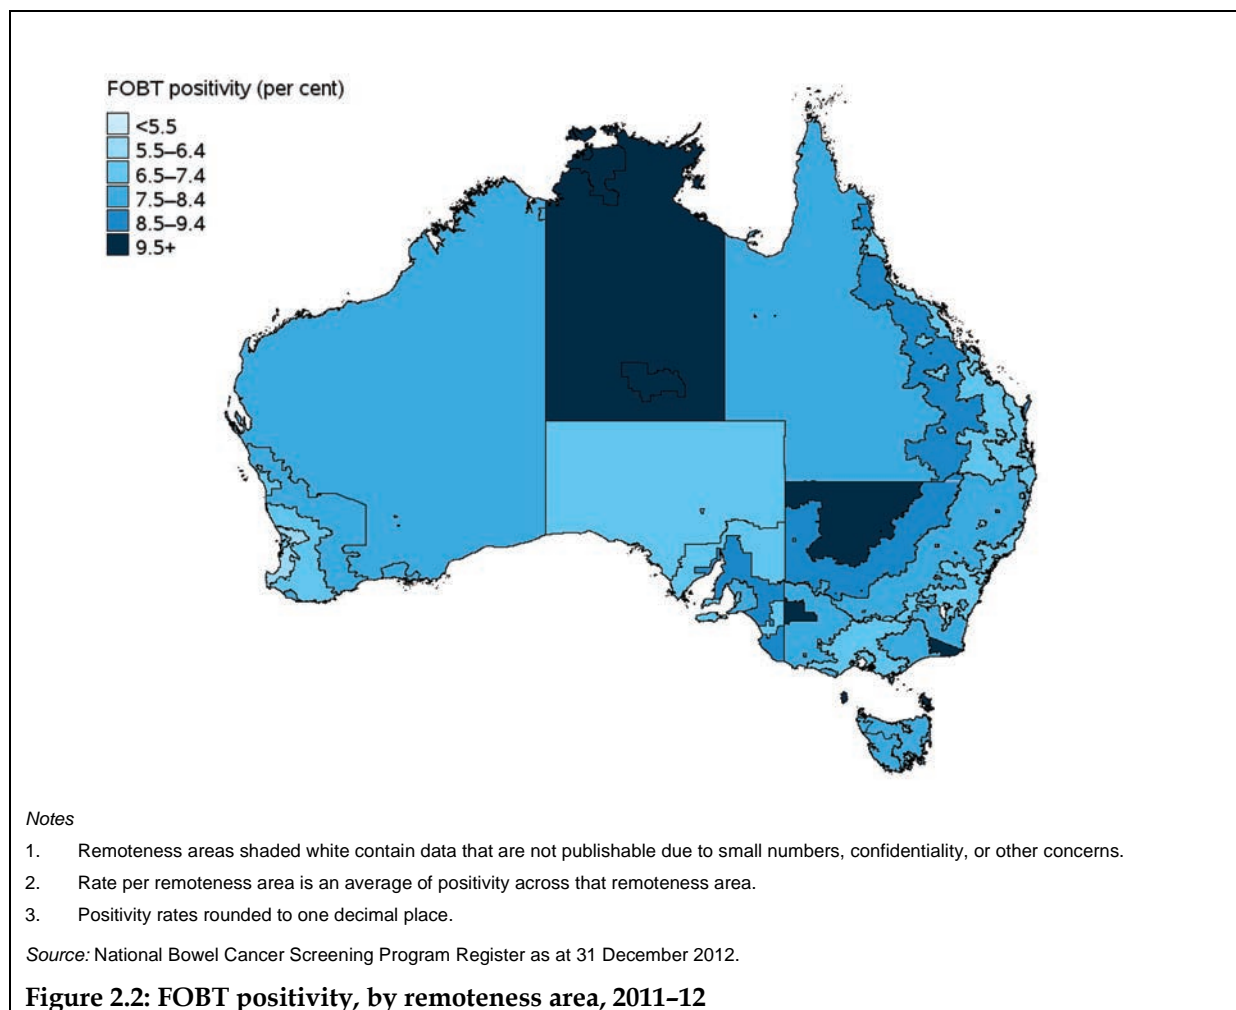 FOBT positivity (per cent)
<5.5
5.5–6.4
6.5–7.4
7.5–8.4
8.5–9.4
9.5+
Notes
1. Remoteness areas shaded white contain data that are not publishable due to small numbers, confidentiality, or other concerns.
2. Rate per remoteness area is an average of positivity across that remoteness area.
3. Positivity rates rounded to one decimal place.
Source: National Bowel Cancer Screening Program Register as at 31 December 2012.
Figure 2.2: FOBT positivity, by remoteness area, 2011–12